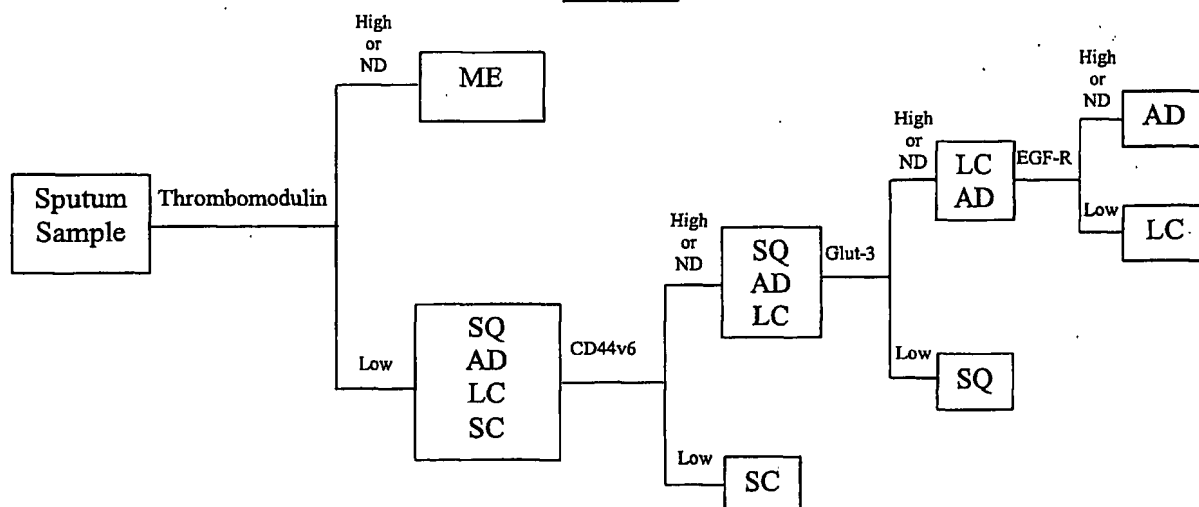 Sputum
Sample
Thrombomodulin
High
or
ND
ME
Low
SQ
AD
LC
SC
CD44v6
High
or
ND
SQ
AD
LC
Low
SC
Glut-3
High
or
ND
LC
AD
Low
SQ
EGF-R
High
or
ND
AD
Low
LC